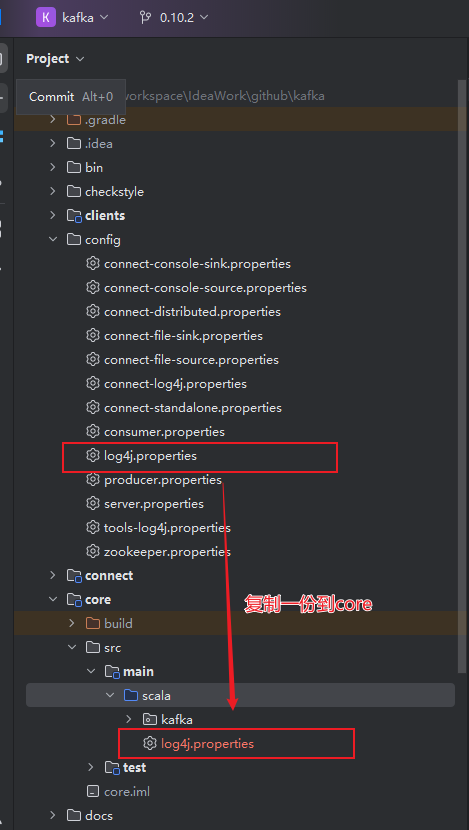 K kafka 0.10.2
Project
Commit Alt+0
workspace\IdeaWork\github\kafka
.gradle
.idea
bin
checkstyle
clients
config
connect-console-sink.properties
connect-console-source.properties
connect-distributed.properties
connect-file-sink.properties
connect-file-source.properties
connect-log4j.properties
connect-standalone.properties
consumer.properties
log4j.properties
producer.properties
server.properties
tools-log4j.properties
zookeeper.properties
connect
core
复制一份到core
build
src
main
scala
kafka
log4j.properties
test
core.iml
docs